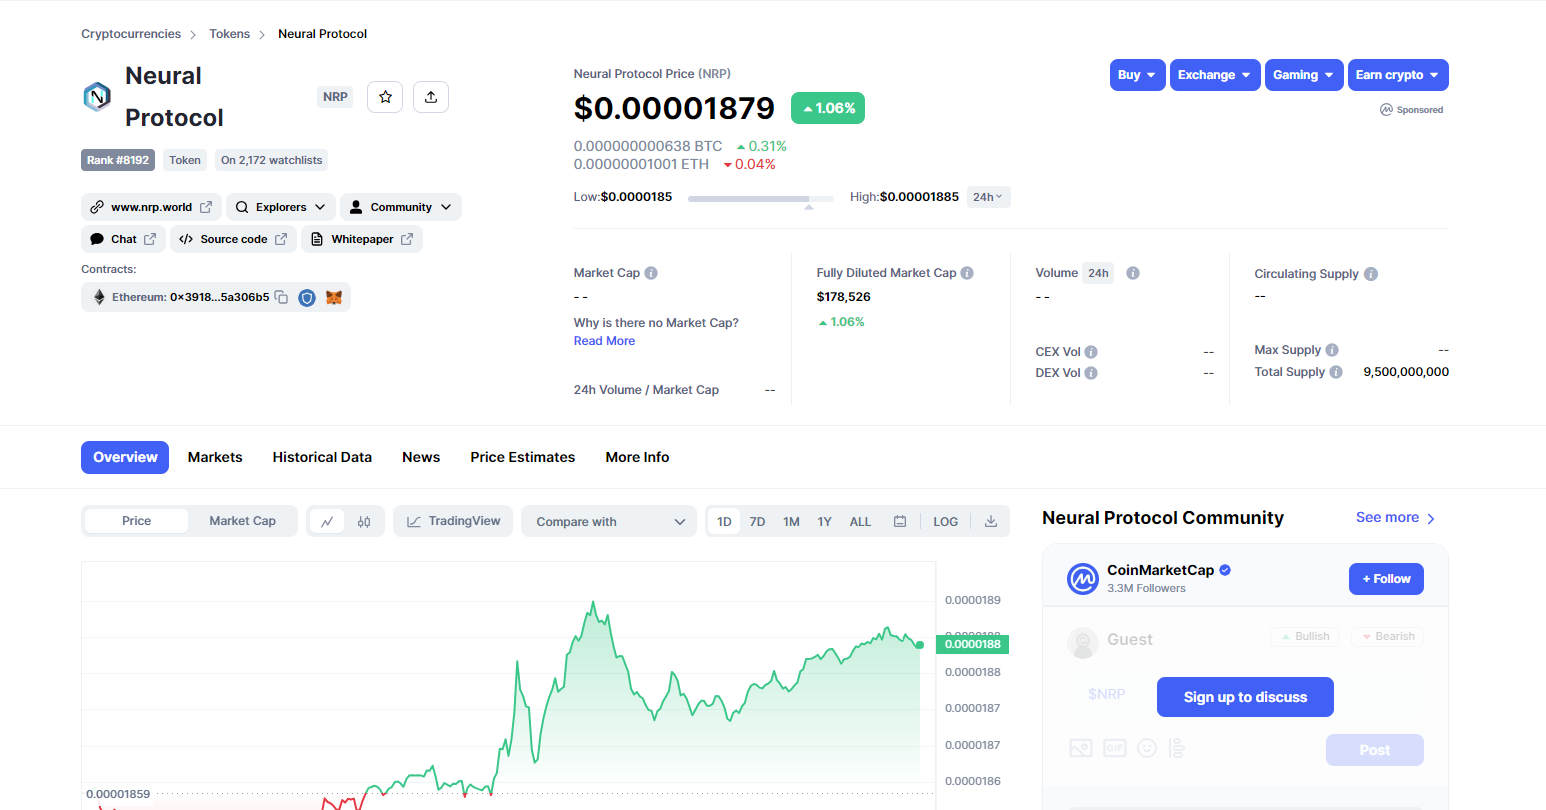 Cryptocurrencies > Tokens > Neural Protocol
Neural
Protocol
NRP
Rank #8192 Token On 2,172 watchlists
www.nrp.world Explorers Community
Chat Source code Whitepaper
Contracts:
Ethereum: 0x3918...5a306b5
Neural Protocol Price (NRP)
$0.00001879 1.06%
0.000000000638 BTC 0.31%
0.00000001001 ETH 0.04%
Low:$0.0000185 High:$0.00001885 24h
Buy Exchange Gaming Earn crypto
Sponsored
Market Cap
- -
Why is there no Market Cap?
Read More
24h Volume / Market Cap --
Fully Diluted Market Cap
$178,526
1.06%
Volume 24h
- -
CEX Vol --
DEX Vol --
Circulating Supply
--
Max Supply --
Total Supply 9,500,000,000
Overview Markets Historical Data News Price Estimates More Info
Price Market Cap TradingView Compare with 1D 7D 1M 1Y ALL LOG
0.0000189
0.0000188
0.0000188
0.0000187
0.0000187
0.0000186
0.00001859
Neural Protocol Community See more >
CoinMarketCap
3.3M Followers
+ Follow
Guest Bullish Bearish
$NRP
Sign up to discuss
GIF
Post